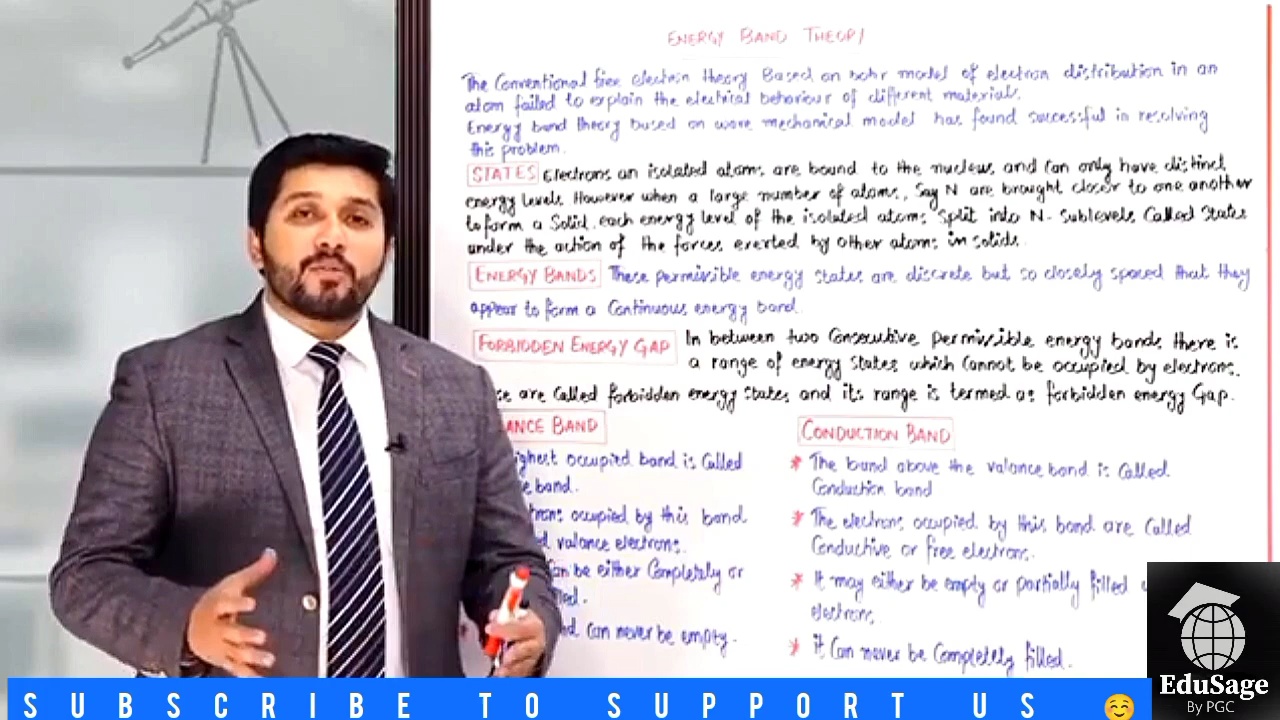 ENERGY BAND THEORY
The Conventional free electron theory Based on bohr model of electron distribution in an
atom failed to explain the electrical behaviour of different materials.
Energy band theory based on wave mechanical model has found successful in resolving
this problem.
STATES Electrons an isolated atoms are bound to the nucleus and Can only have distinct
energy levels. However when a large number of atoms, Say N are brought closer to one another
to form a Solid. each energy level of the isolated atoms Split into N- sublevels Called States
under the action of the forces exerted by other atoms in solids.
ENERGY BANDS These permissible energy states are discrete but so closely spaced that they
appear to form a Continuous energy band.
FORBIDDEN ENERGY GAP In between two Consecutive permissible energy bands there is
a range of energy States which Cannot be occupied by electrons.
se are Called forbidden energy states and its range is termed as forbidden energy Gap.
ANCE BAND
ighest occupied band is Called
e band.
trons occupied by this band
d valance electrons.
Can be either Completely or
led.
nd Can never be empty.
CONDUCTION BAND
* The band above the valance band is Called
Conduction band
* The electrons occupied by this band are Called
Conductive or free electrons.
* It may either be empty or partially filled
electrons.
* it Can never be Completely filled.
SUBSCRIBE TO SUPPORT US 😊
EduSage
By PGC